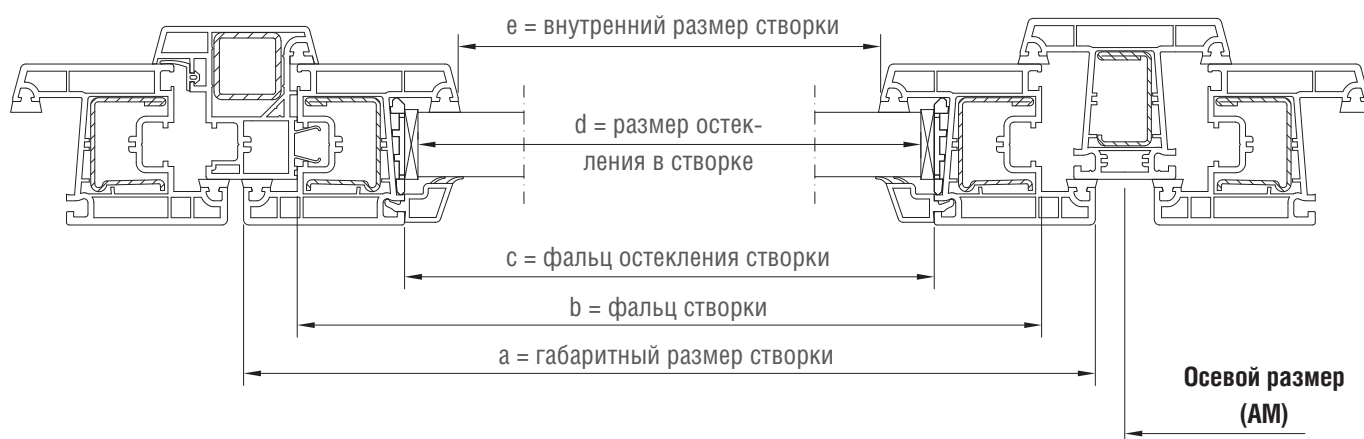 e = внутренний размер створки
d = размер остек-
ления в створке
c = фальц остекления створки
b = фальц створки
a = габаритный размер створки
Осевой размер
(AM)